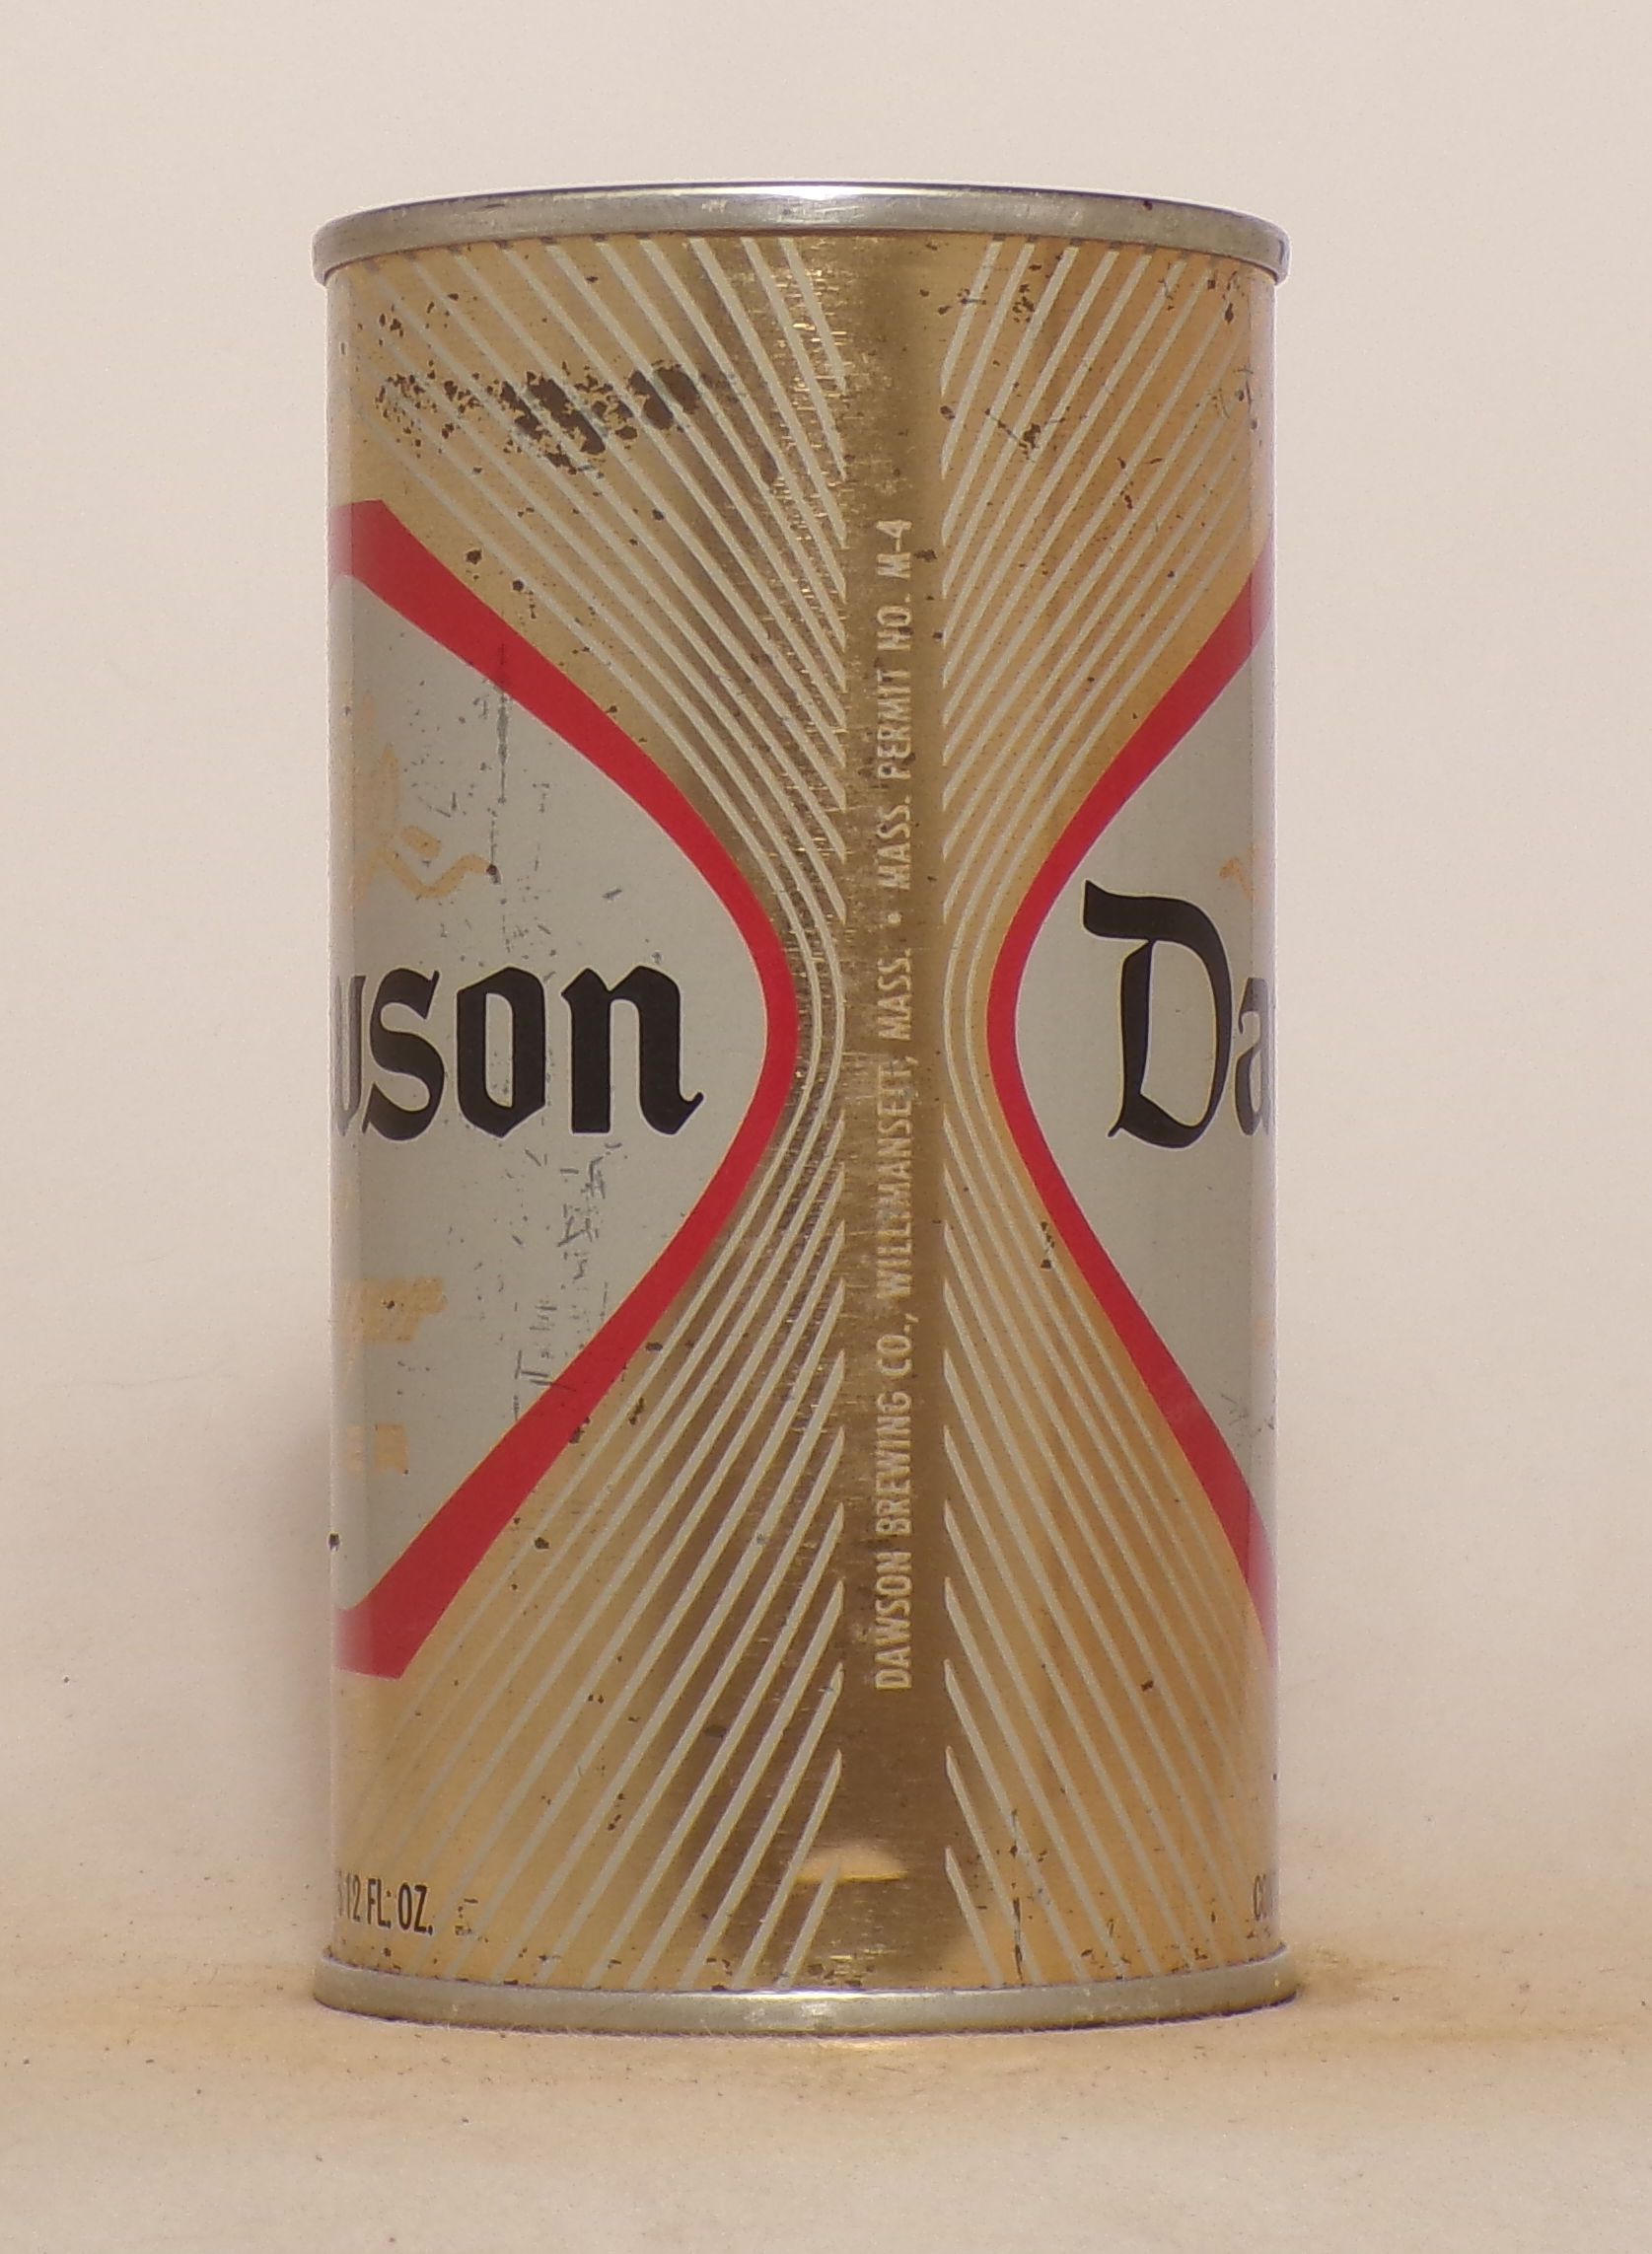 wson
Da
DAWSON BREWING CO., WILLIMANSETT, MASS. • MASS. PERMIT NO. M-4
12 FL. OZ.